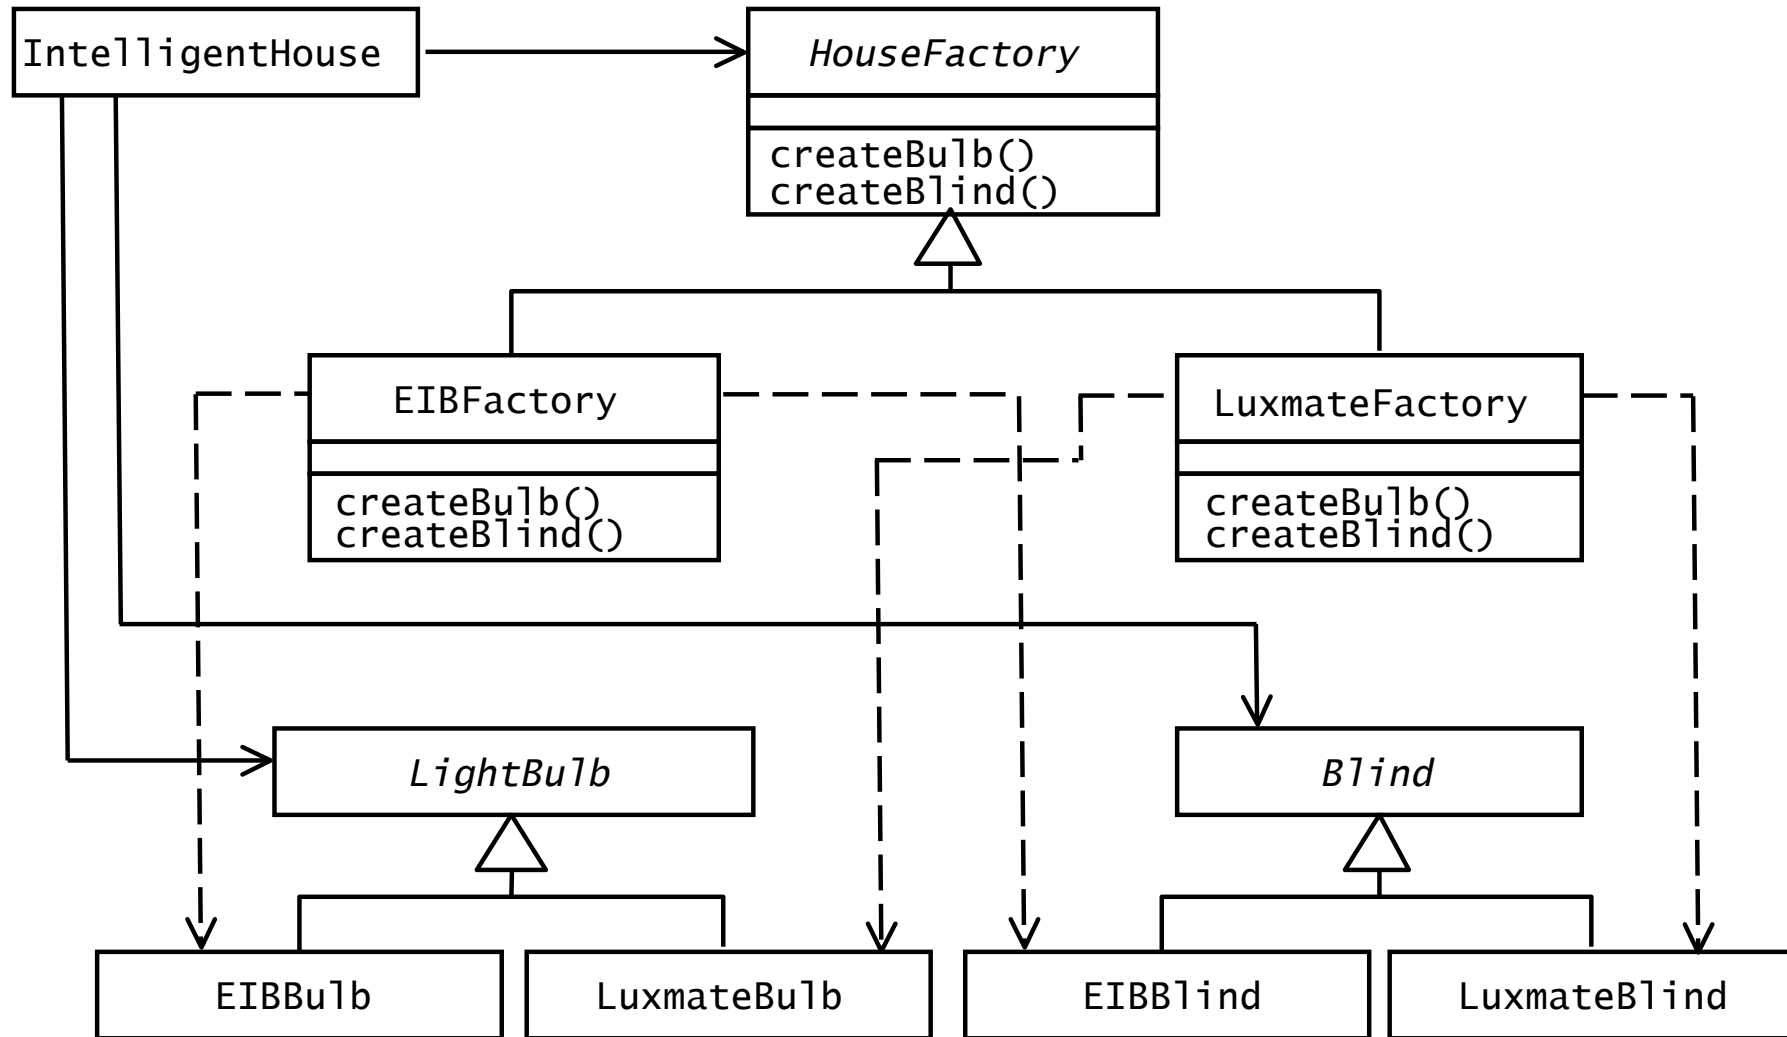 IntelligentHouse
HouseFactory
createBulb()
createBlind()
EIBFactory
createBulb()
createBlind()
LuxmateFactory
createBulb()
createBlind()
LightBulb
Blind
EIBBulb
LuxmateBulb
EIBBlind
LuxmateBlind